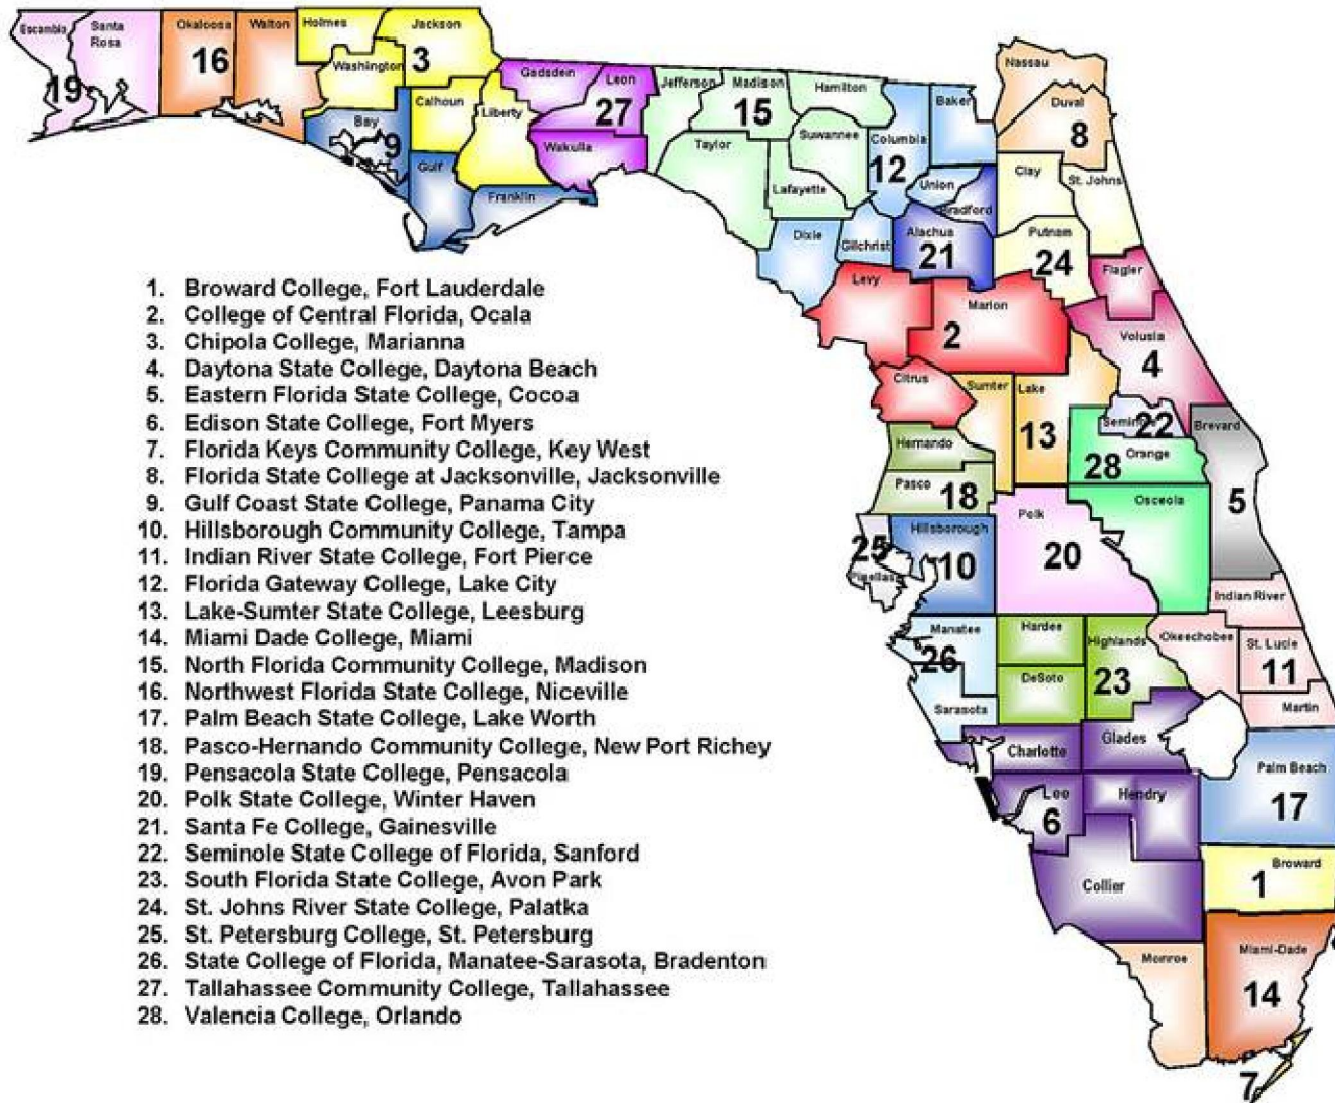 Escambia
Santa
Rosa
19
Okaloosa
16
Walton
Holmes
Jackson
3
Washington
Bay
9
Calhoun
Gulf
Liberty
Franklin
Gadsdein
Leon
27
Wakulla
Jefferson
Madison
15
Hamilton
Taylor
Suwannee
Lafayette
Columbia
12
Baker
Union
Bradford
Dixie
Gilchrist
Alachua
21
Nassau
Duval
8
Clay
St. Johns
Putnam
24
Flagler
Levy
Marion
2
Volusia
4
Citrus
Sumter
Lake
13
Seminole
22
Orange
28
Brevard
5
Hernando
Pasco
18
Osceola
Polk
20
Hillsborough
10
25
Pinellas
Indian River
Manatee
26
Hardee
Highlands
23
Okeechobee
St. Lucie
11
DeSoto
Sarasota
Martin
Charlotte
Glades
Palm Beach
17
Lee
6
Hendry
Collier
Broward
1
Monroe
Miami-Dade
14
7
1. Broward College, Fort Lauderdale
2. College of Central Florida, Ocala
3. Chipola College, Marianna
4. Daytona State College, Daytona Beach
5. Eastern Florida State College, Cocoa
6. Edison State College, Fort Myers
7. Florida Keys Community College, Key West
8. Florida State College at Jacksonville, Jacksonville
9. Gulf Coast State College, Panama City
10. Hillsborough Community College, Tampa
11. Indian River State College, Fort Pierce
12. Florida Gateway College, Lake City
13. Lake-Sumter State College, Leesburg
14. Miami Dade College, Miami
15. North Florida Community College, Madison
16. Northwest Florida State College, Niceville
17. Palm Beach State College, Lake Worth
18. Pasco-Hernando Community College, New Port Richey
19. Pensacola State College, Pensacola
20. Polk State College, Winter Haven
21. Santa Fe College, Gainesville
22. Seminole State College of Florida, Sanford
23. South Florida State College, Avon Park
24. St. Johns River State College, Palatka
25. St. Petersburg College, St. Petersburg
26. State College of Florida, Manatee-Sarasota, Bradenton
27. Tallahassee Community College, Tallahassee
28. Valencia College, Orlando